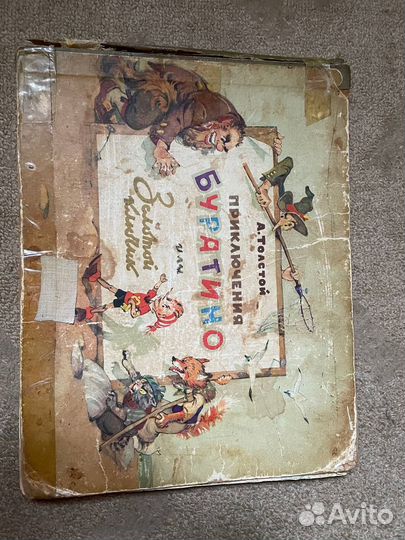 А. ТОЛСТОЙ
ПРИКЛЮЧЕНИЯ
БУРАТИНО
или
Золотой
ключик
Avito